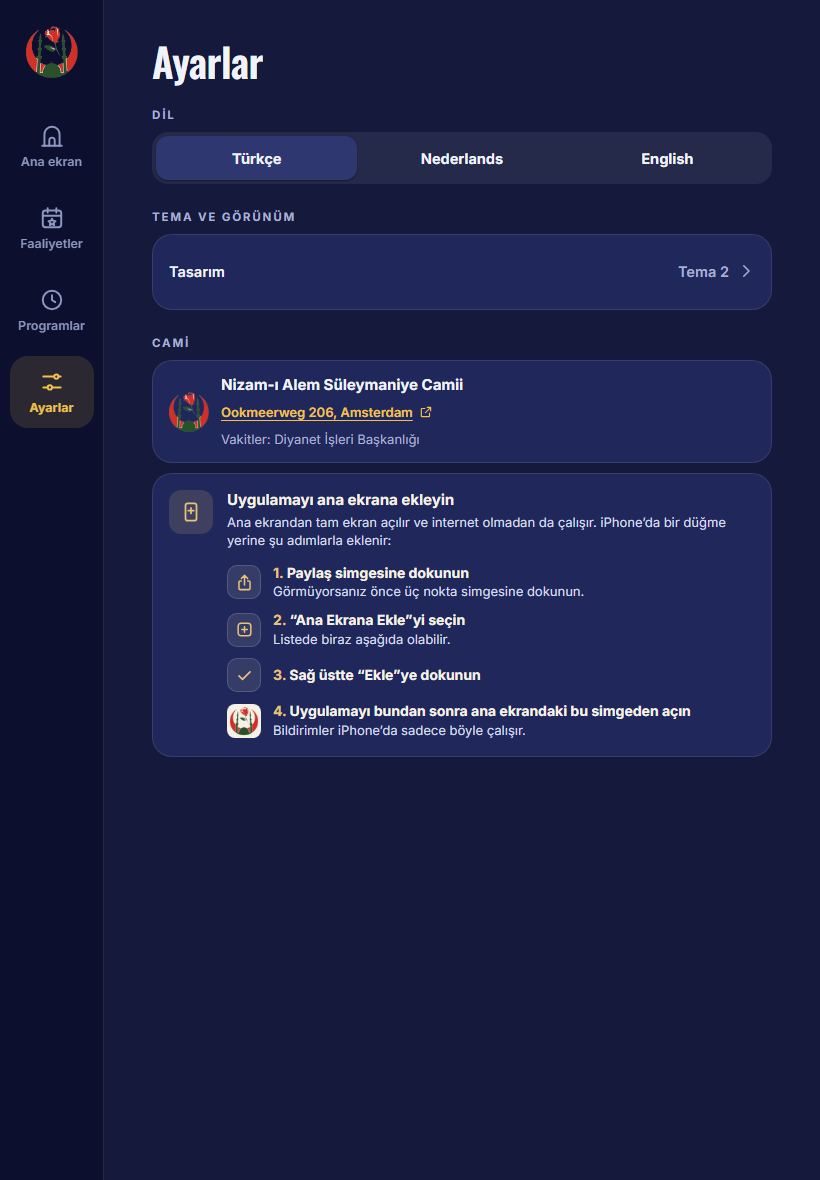 Ayarlar
DİL
Türkçe
Nederlands
English
TEMA VE GÖRÜNÜM
Tasarım
Tema 2
CAMİ
Nizam-ı Alem Süleymaniye Camii
Ookmeerweg 206, Amsterdam
Vakitler: Diyanet İşleri Başkanlığı
Uygulamayı ana ekrana ekleyin
Ana ekrandan tam ekran açılır ve internet olmadan da çalışır. iPhone’da bir düğme
yerine şu adımlarla eklenir:
1. Paylaş simgesine dokunun
Görmüyorsanız önce üç nokta simgesine dokunun.
2. “Ana Ekrana Ekle”yi seçin
Listede biraz aşağıda olabilir.
3. Sağ üstte “Ekle”ye dokunun
4. Uygulamayı bundan sonra ana ekrandaki bu simgeden açın
Bildirimler iPhone’da sadece böyle çalışır.
Ana ekran
Faaliyetler
Programlar
Ayarlar